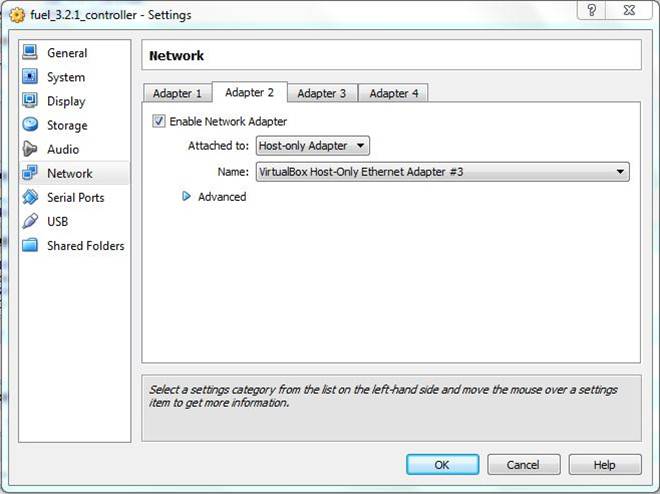 fuel_3.2.1_controller - Settings
?
General
System
Display
Storage
Audio
Network
Serial Ports
USB
Shared Folders
Network
Adapter 1 Adapter 2 Adapter 3 Adapter 4
Enable Network Adapter
Attached to: Host-only Adapter
Name: VirtualBox Host-Only Ethernet Adapter #3
Advanced
Select a settings category from the list on the left-hand side and move the mouse over a settings
item to get more information.
OK Cancel Help